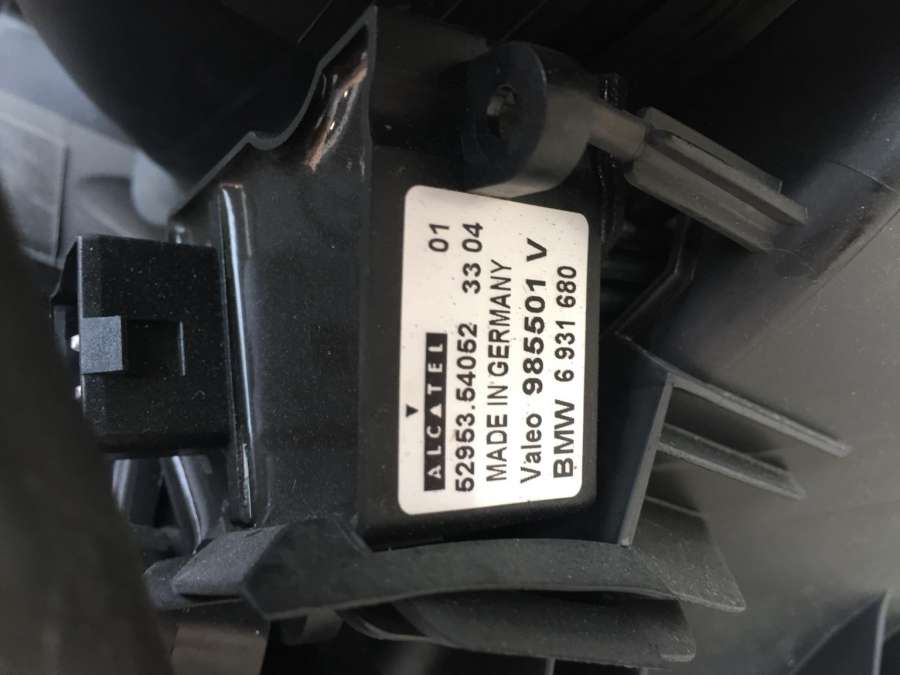 ALCATEL 01
52953.54052 33 04
MADE IN GERMANY
Valeo 985501 V
BMW 6 931 680